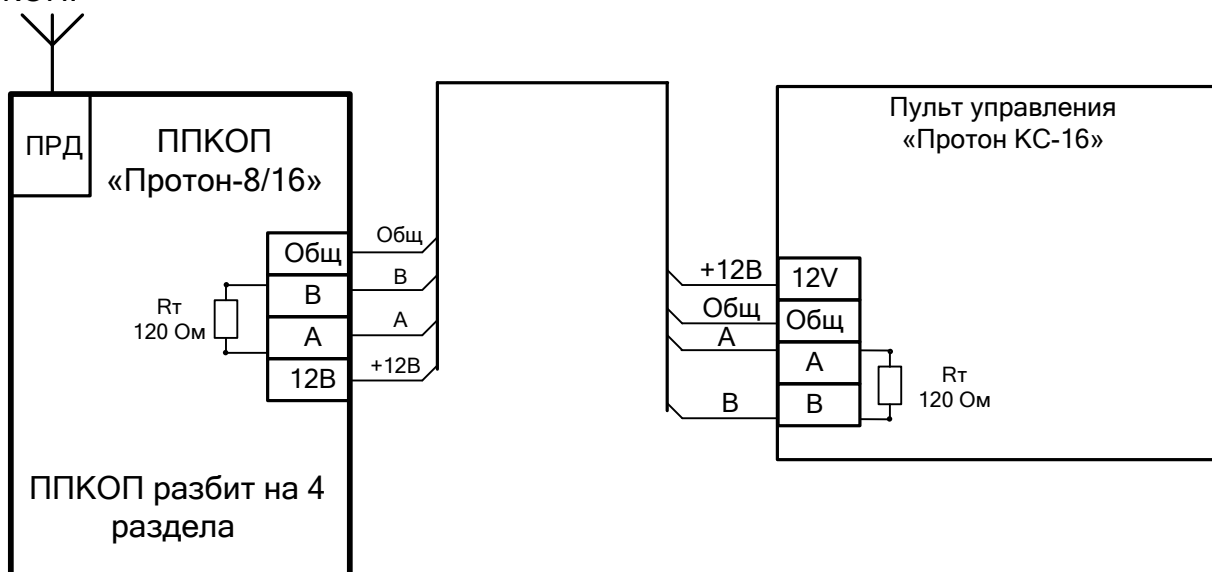 ПРД
ППКОП
«Протон-8/16»
Общ
В
А
12В
Rт
120 Ом
Общ
В
А
+12В
ППКОП разбит на 4
раздела
Пульт управления
«Протон КС-16»
+12В
Общ
А
В
12V
Общ
А
В
Rт
120 Ом